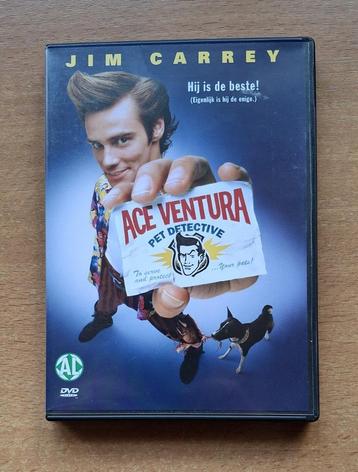 JIM CARREY
Hij is de beste!
(Eigenlijk is hij de enige.)
ACE VENTURA
PET DETECTIVE
To serve
and protect
...Your pets!
AL
DVD